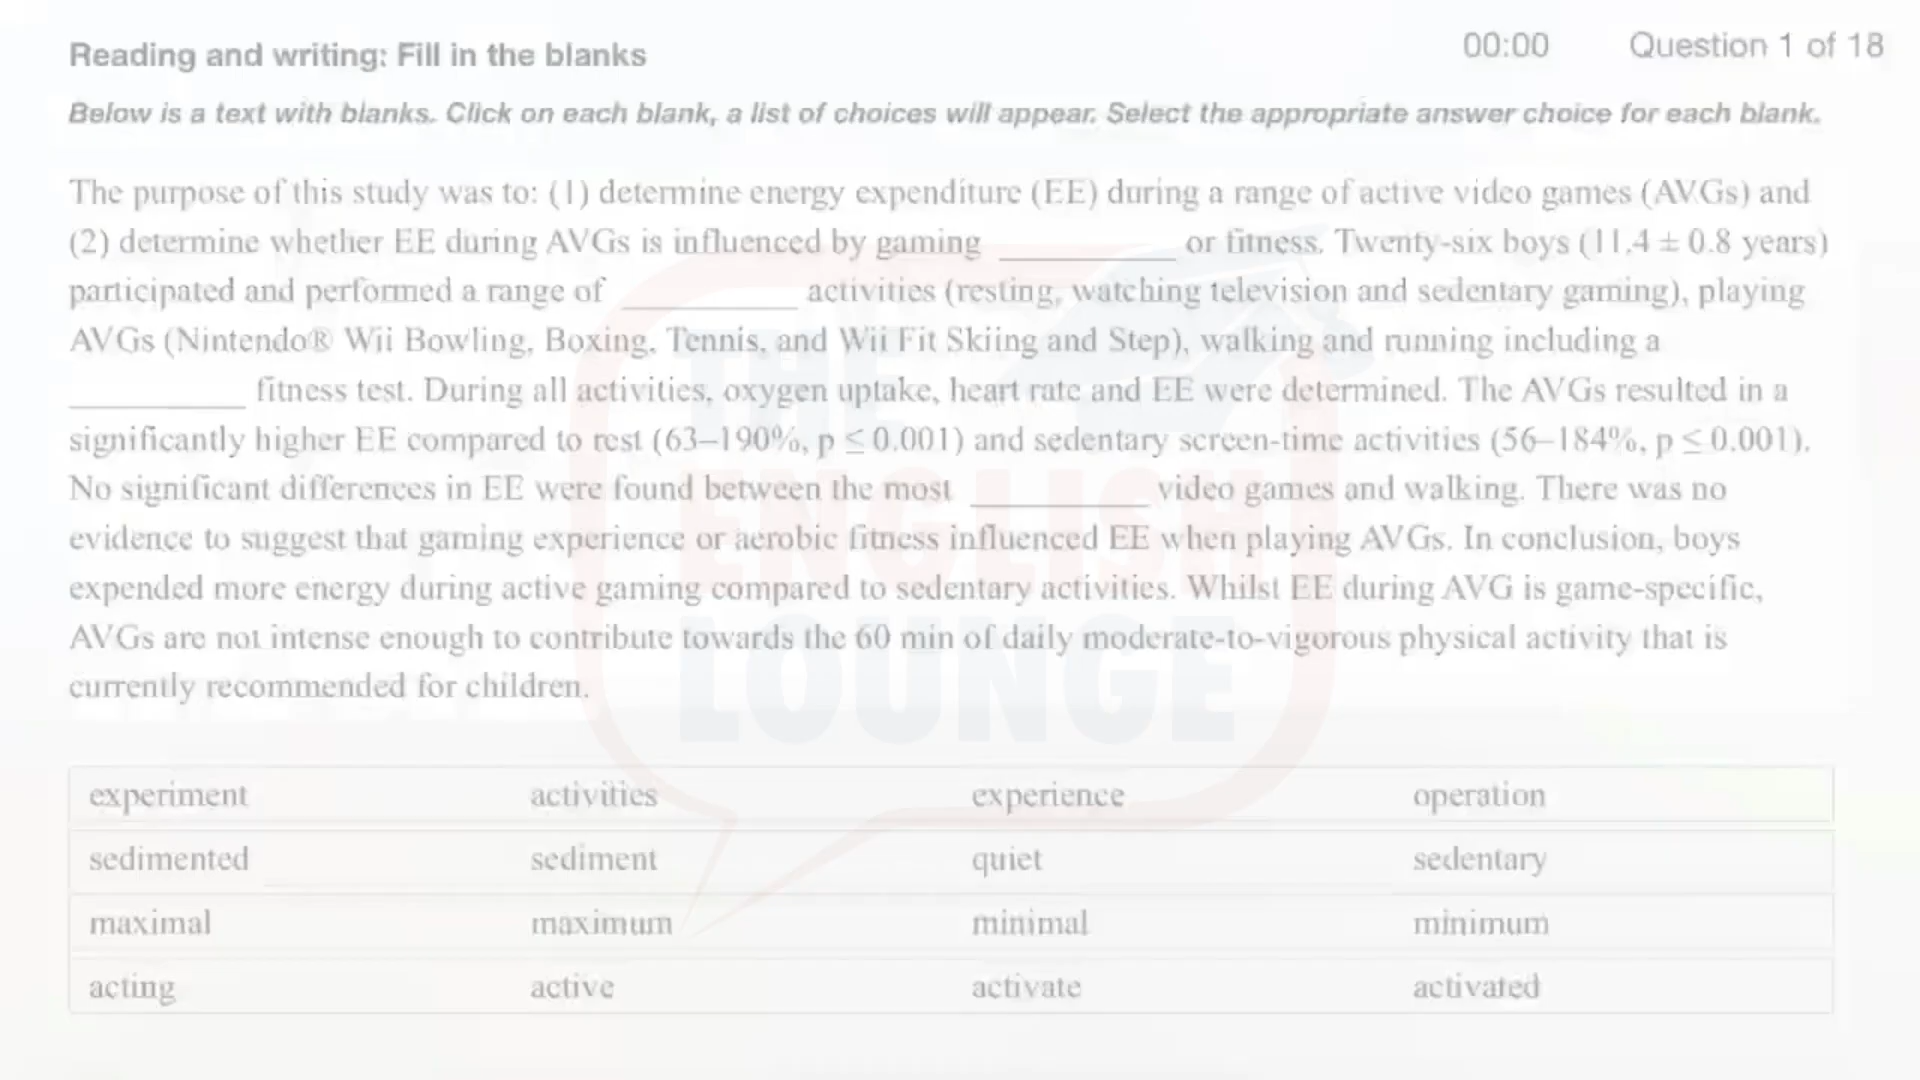 Reading and writing: Fill in the blanks
00:00
Question 1 of 18
Below is a text with blanks. Click on each blank, a list of choices will appear. Select the appropriate answer choice for each blank.
The purpose of this study was to: (1) determine energy expenditure (EE) during a range of active video games (AVGs) and
(2) determine whether EE during AVGs is influenced by gaming ____________ or fitness. Twenty-six boys (11.4 ± 0.8 years)
participated and performed a range of ____________ activities (resting, watching television and sedentary gaming), playing
AVGs (Nintendo® Wii Bowling, Boxing, Tennis, and Wii Fit Skiing and Step), walking and running including a
____________ fitness test. During all activities, oxygen uptake, heart rate and EE were determined. The AVGs resulted in a
significantly higher EE compared to rest (63–190%, p ≤ 0.001) and sedentary screen-time activities (56–184%, p ≤ 0.001).
No significant differences in EE were found between the most ____________ video games and walking. There was no
evidence to suggest that gaming experience or aerobic fitness influenced EE when playing AVGs. In conclusion, boys
expended more energy during active gaming compared to sedentary activities. Whilst EE during AVG is game-specific,
AVGs are not intense enough to contribute towards the 60 min of daily moderate-to-vigorous physical activity that is
currently recommended for children.
THE
ENGLISH
LOUNGE
experiment activities experience operation
sedimented sediment quiet sedentary
maximal maximum minimal minimum
acting active activate activated